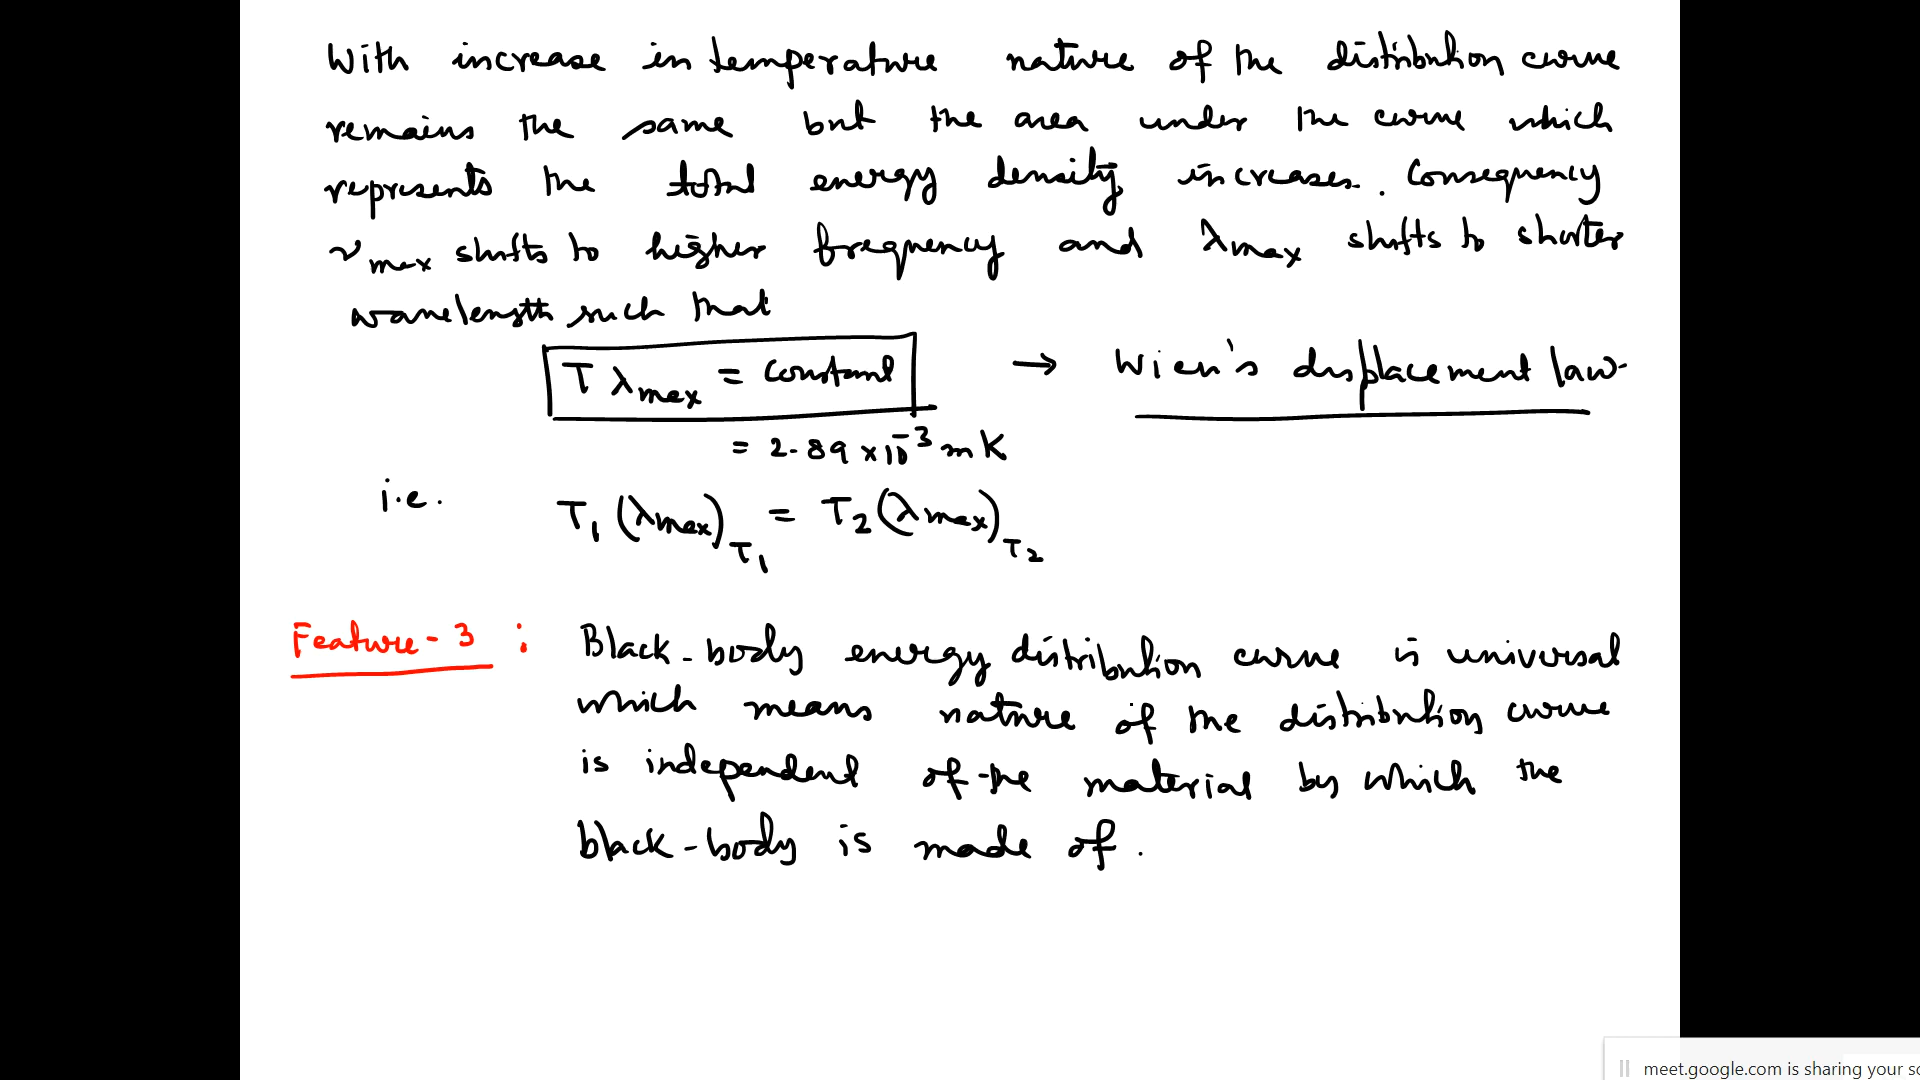 With increase in temperature nature of the distribution curve
remains the same but the area under the curve which
represents the total energy density increases. Consequency
νmax shifts to higher frequency and λmax shifts to shorter
wavelength such that
T λmax = Constant → Wien's displacement law.
= 2.89 × 10⁻³ m K
i.e. T₁ (λmax)T₁ = T₂ (λmax)T₂
Feature-3 : Black-body energy distribution curve is universal
which means nature of the distribution curve
is independent of the material by which the
black-body is made of.
meet.google.com is sharing your sc